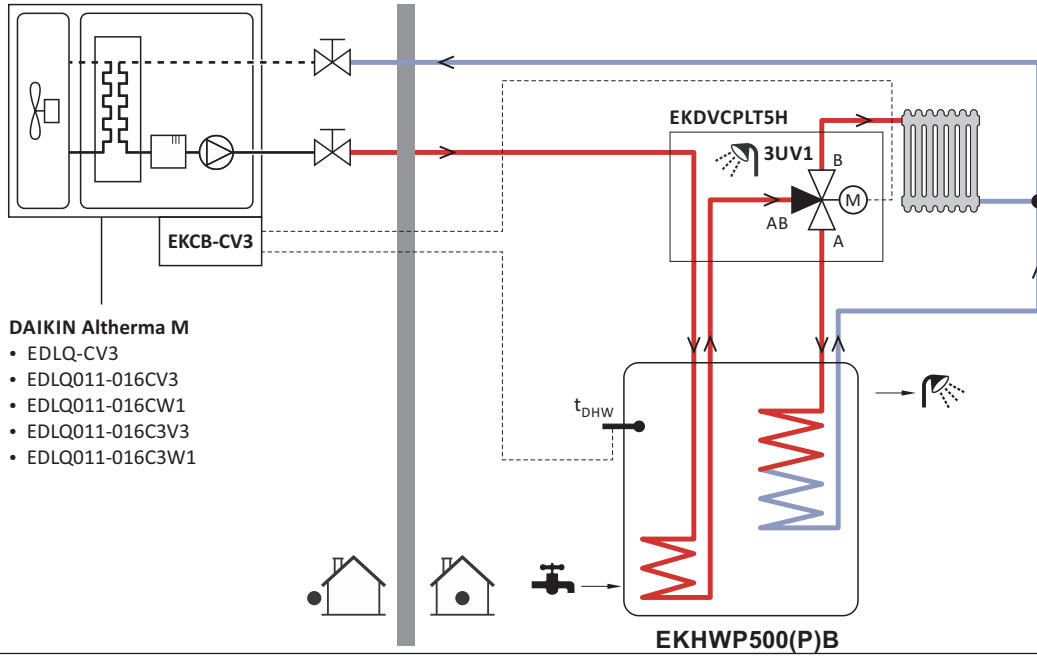 EKDVCPLT5H
3UV1
B
M
AB
A
EKCB-CV3
DAIKIN Altherma M
• EDLQ-CV3
• EDLQ011-016CV3
• EDLQ011-016CW1
• EDLQ011-016C3V3
• EDLQ011-016C3W1
tDHW
EKHWP500(P)B